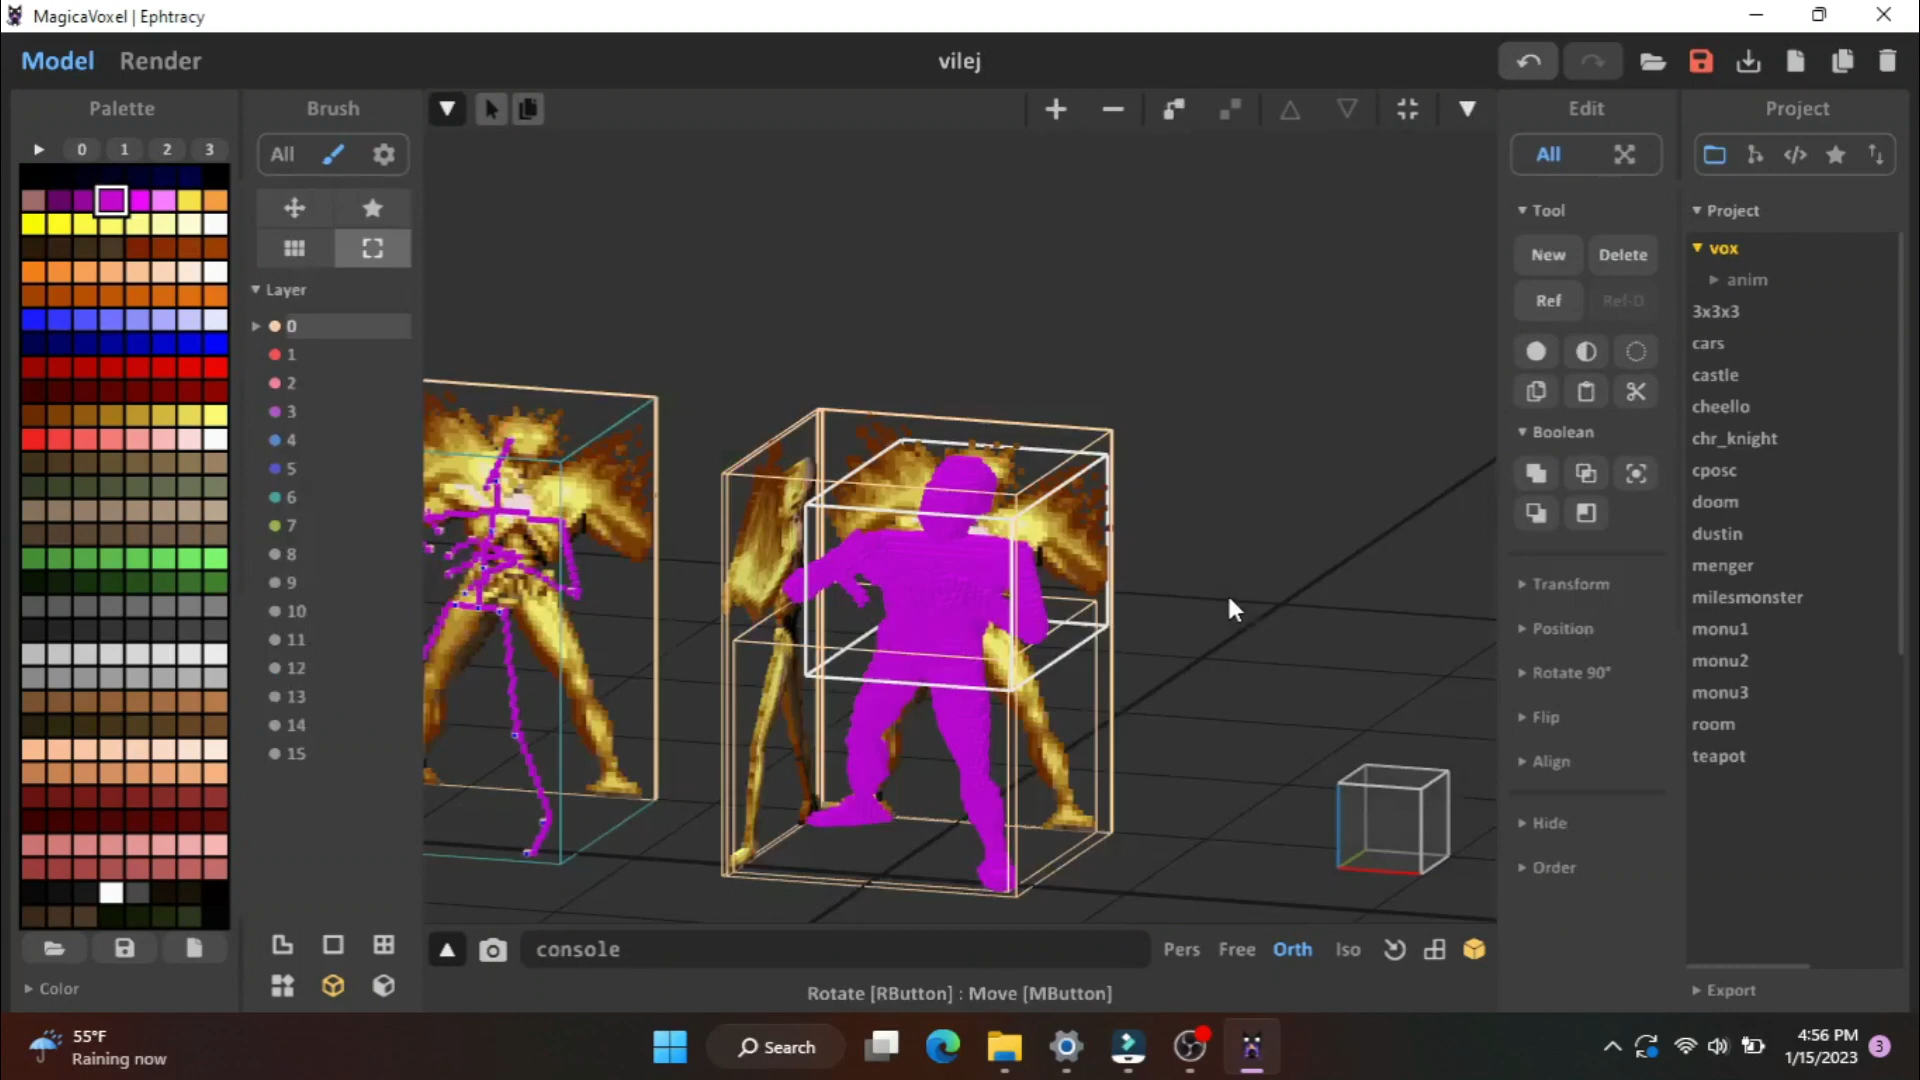 MagicaVoxel | Ephtracy
Model Render
vilej
Palette
Brush
Edit
Project
0 1 2 3
All
All
Layer
0
1
2
3
4
5
6
7
8
9
10
11
12
13
14
15
Tool
New Delete
Ref Ref-D
Boolean
Transform
Position
Rotate 90°
Flip
Align
Hide
Order
Project
vox
anim
3x3x3
cars
castle
cheello
chr_knight
cposc
doom
dustin
menger
milesmonster
monu1
monu2
monu3
room
teapot
Export
Color
console
Pers Free Orth Iso
Rotate [RButton] : Move [MButton]
55°F
Raining now
Search
4:56 PM
1/15/2023
3